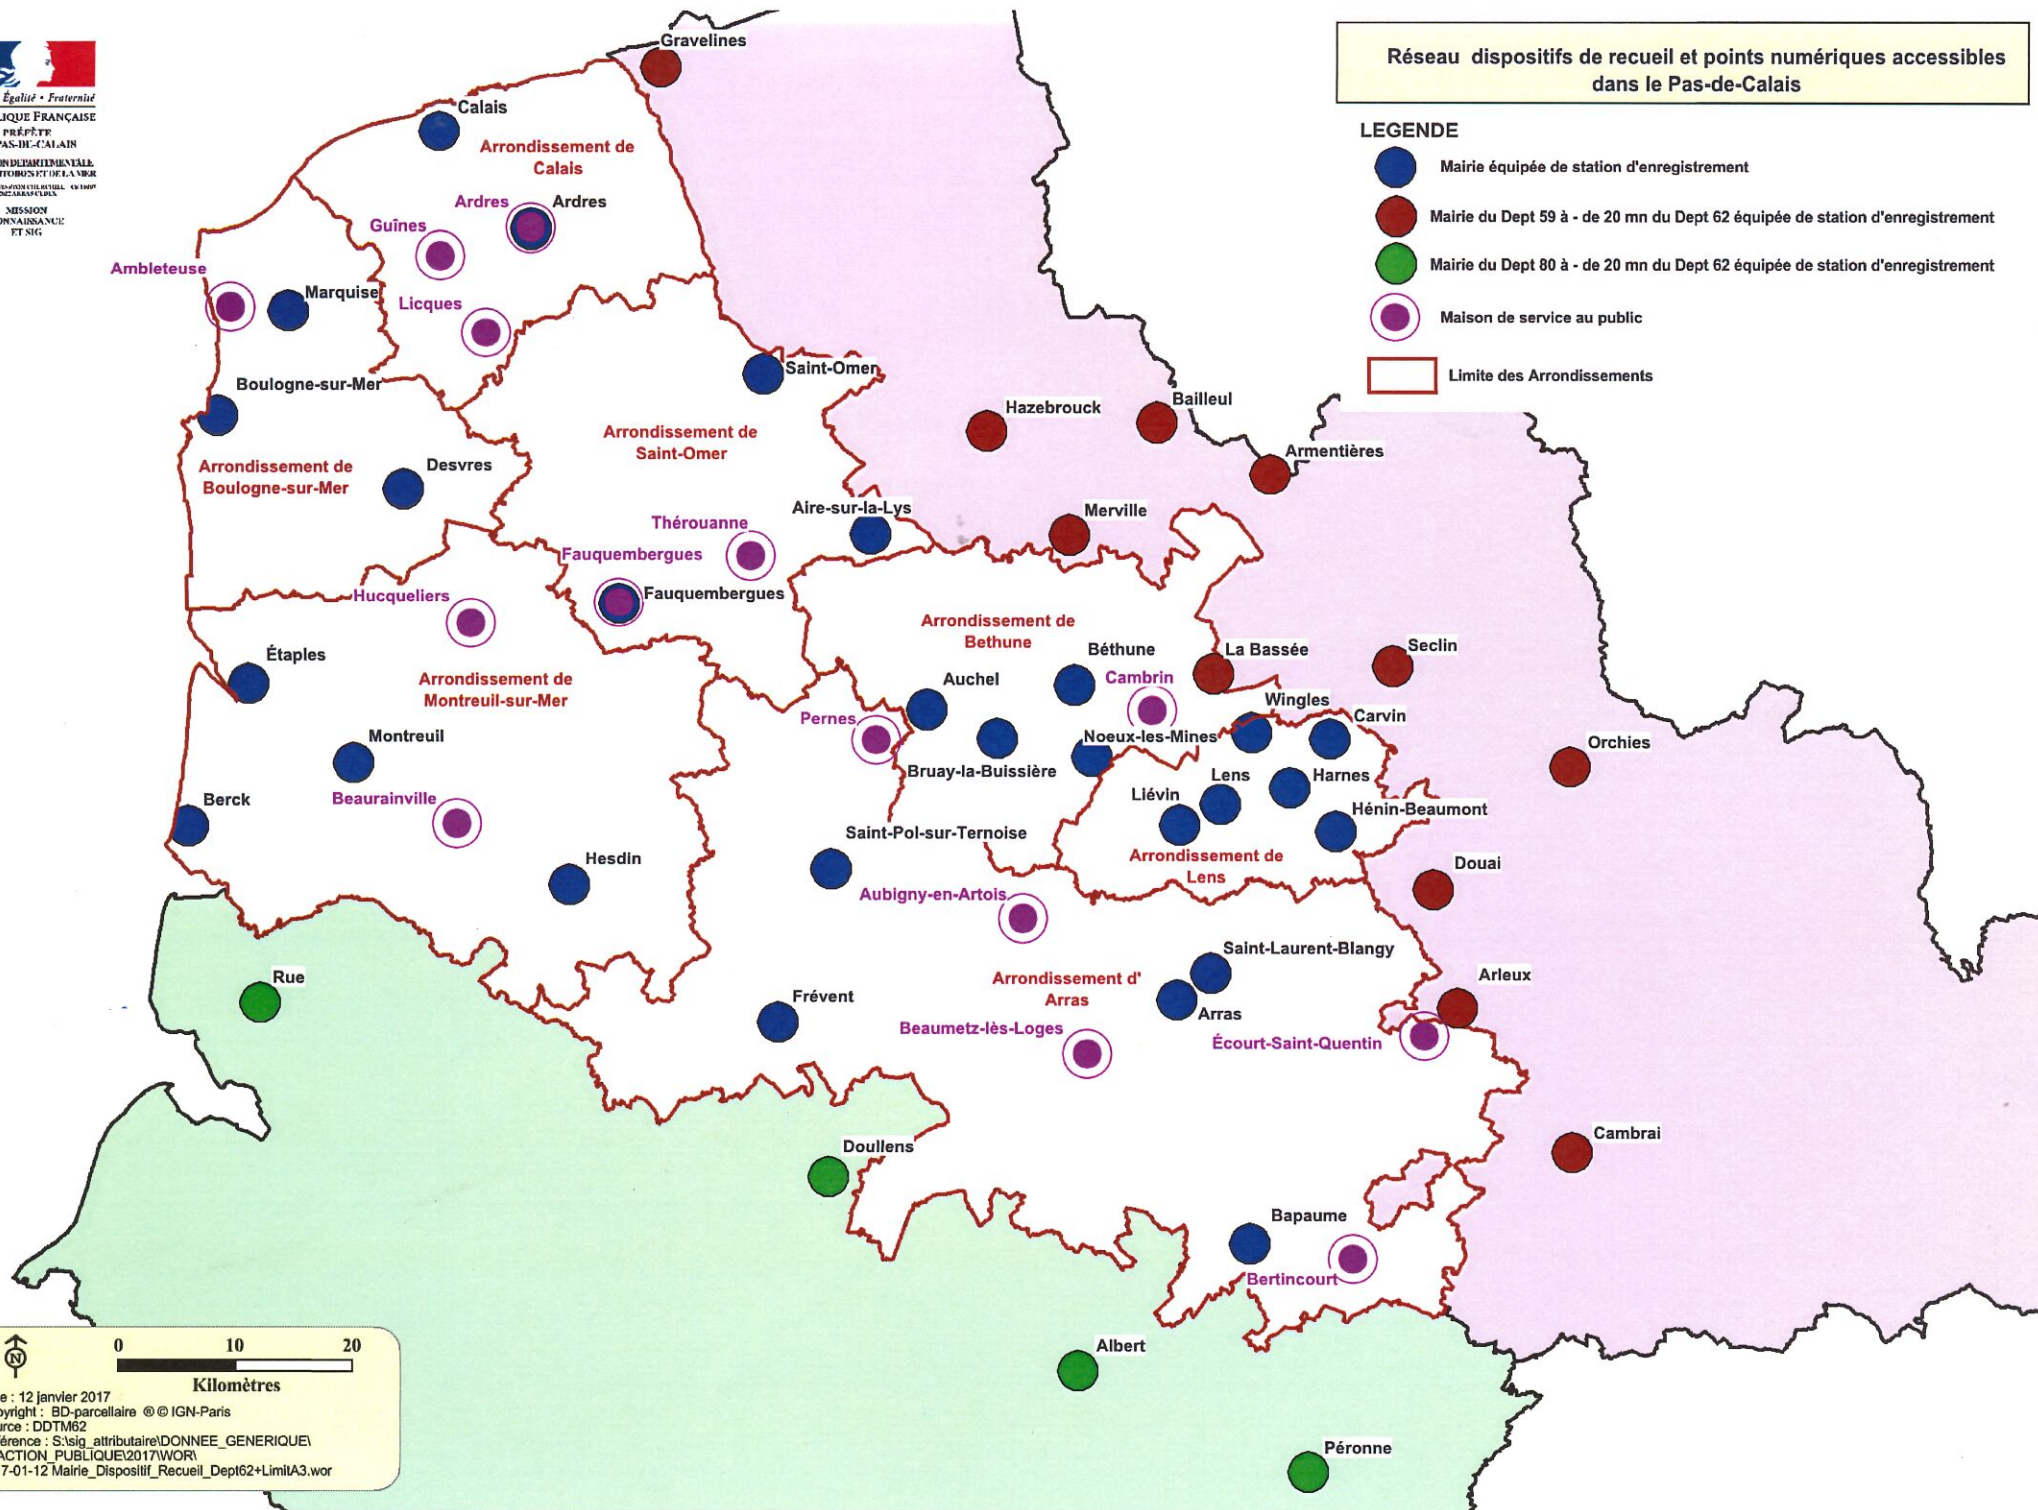 Égalité • Fraternité
LIQUE FRANÇAISE
PRÉFÈTE
PAS-DE-CALAIS
MISSION
ET SIG
Réseau dispositifs de recueil et points numériques accessibles
dans le Pas-de-Calais
LEGENDE
Mairie équipée de station d'enregistrement
Mairie du Dept 59 à - de 20 mn du Dept 62 équipée de station d'enregistrement
Mairie du Dept 80 à - de 20 mn du Dept 62 équipée de station d'enregistrement
Maison de service au public
Limite des Arrondissements
Gravelines
Calais
Arrondissement de
Calais
Ardres
Ardres
Guînes
Ambleteuse
Marquise
Licques
Saint-Omer
Boulogne-sur-Mer
Hazebrouck
Bailleul
Arrondissement de
Saint-Omer
Armentières
Arrondissement de
Boulogne-sur-Mer
Desvres
Aire-sur-la-Lys
Merville
Thérouanne
Fauquembergues
Fauquembergues
Hucqueliers
Arrondissement de
Bethune
Étaples
Béthune
La Bassée
Seclin
Arrondissement de
Montreuil-sur-Mer
Auchel
Cambrin
Wingles
Pernes
Carvin
Montreuil
Noeux-les-Mines
Orchies
Bruay-la-Buissière
Lens
Harnes
Liévin
Berck
Beaurainville
Hénin-Beaumont
Saint-Pol-sur-Ternoise
Hesdin
Arrondissement de
Lens
Douai
Aubigny-en-Artois
Saint-Laurent-Blangy
Rue
Arrondissement d'
Arras
Arleux
Frévent
Arras
Beaumetz-lès-Loges
Écourt-Saint-Quentin
Cambrai
Doullens
Bapaume
Bertincourt
Albert
Péronne
N
0 10 20
Kilomètres
e : 12 janvier 2017
pyright : BD-parcellaire ® © IGN-Paris
urce : DDTM62
férence : S:\sig_attributaire\DONNEE_GENERIQUE\
ACTION_PUBLIQUE\2017\WOR\
7-01-12 Mairie_Dispositif_Recueil_Dept62+LimitA3.wor